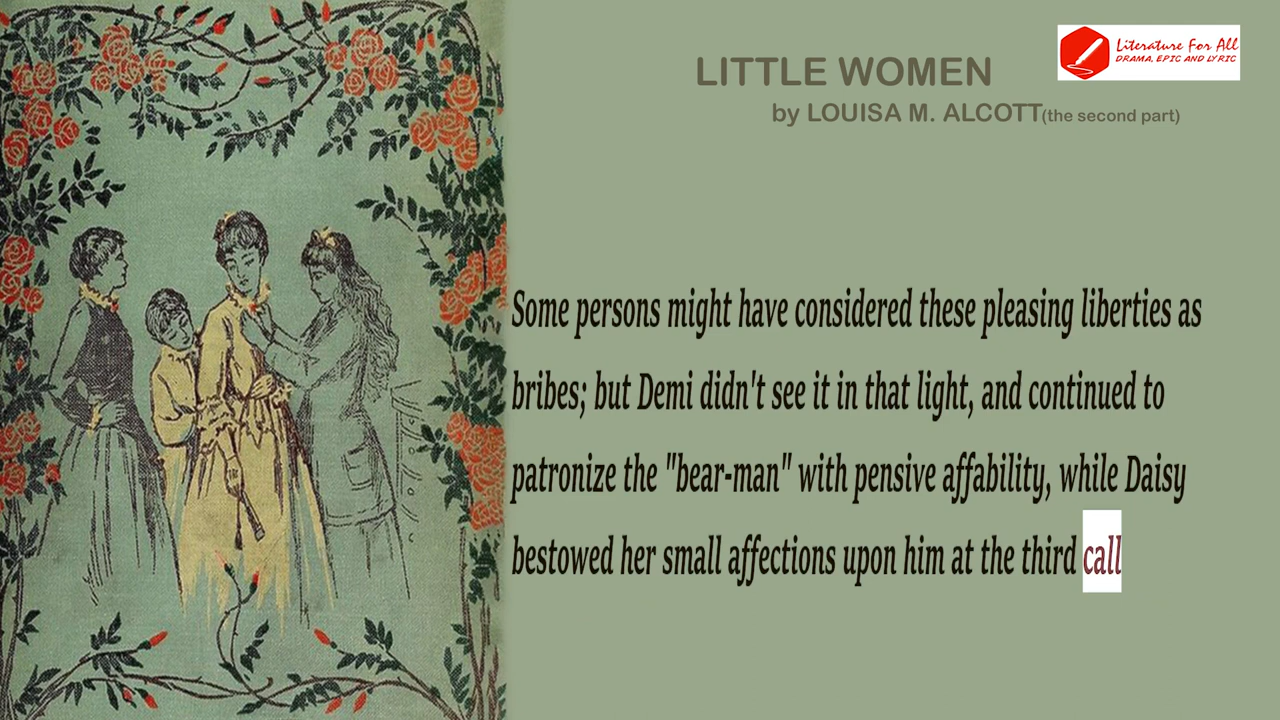 LITTLE WOMEN
by LOUISA M. ALCOTT(the second part)
Literature For All
DRAMA, EPIC AND LYRIC
Some persons might have considered these pleasing liberties as
bribes; but Demi didn't see it in that light, and continued to
patronize the "bear-man" with pensive affability, while Daisy
bestowed her small affections upon him at the third call